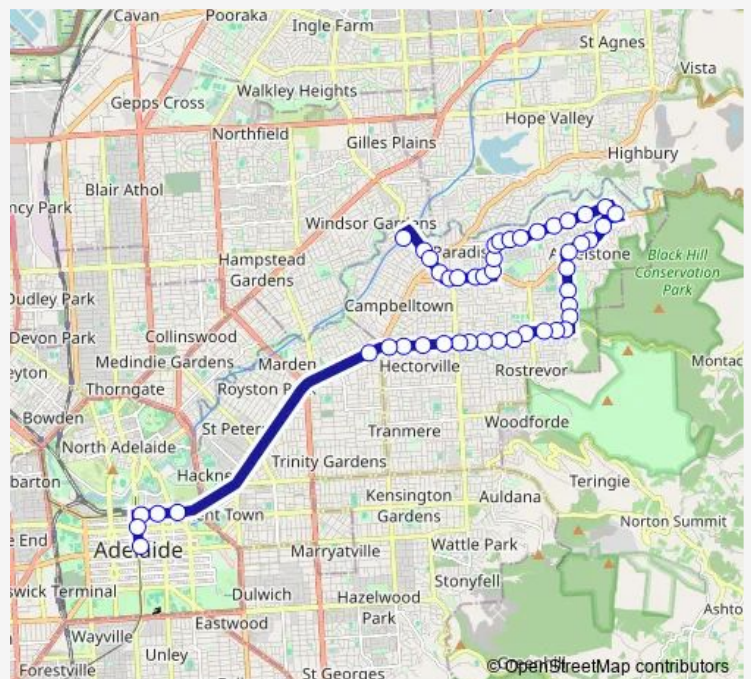 Cavan
Pooraka
Ingle Farm
St Agnes
Vista
Walkley Heights
Gepps Cross
Hope Valley
Northfield
Gilles Plains
Highbury
Blair Athol
ncy Park
Windsor Gardens
Paradis
A elstone
Black Hill
Conservation
Park
Hampstead
Gardens
Dudley Park
Campbelltown
Devon Park
Collinswood
Medindie Gardens
Marden
Hectorville
Rostrevor
Montac
eyton
Thorngate
Royston P
Bowden
St Peter
Tranmere
Woodforde
North Adelaide
Trinity Gardens
Hackne
Teringie
barton
Kensington
Gardens
Auldana
Norton Summit
ent Town
e End
Adelaide
Marryatville
Wattle Park
Stonyfell
swick Terminal
Dulwich
Hazelwood
Park
Ashto
Eastwood
Wayville
Unley
Forestville
St Georges
Greenhill
© OpenStreetMap contributors